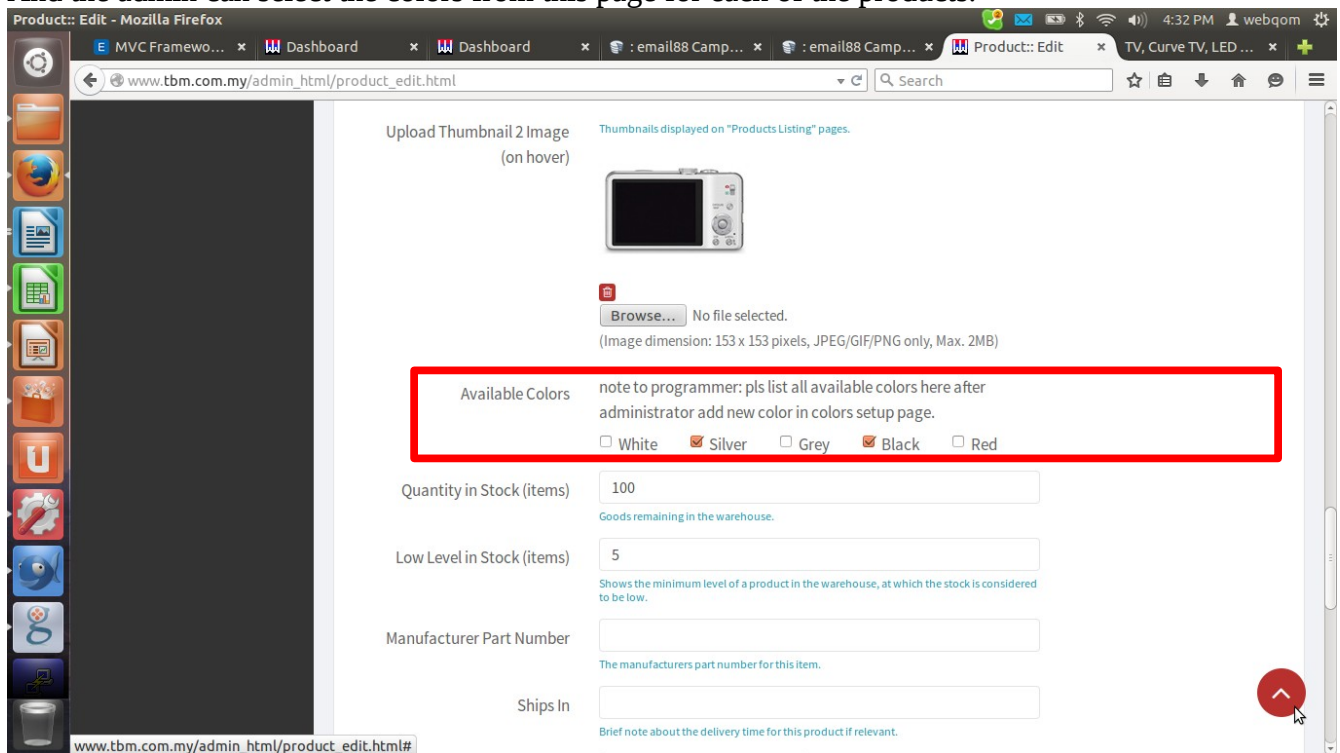 And the admin can select the colors from this page for each of the products.
Product:: Edit - Mozilla Firefox
4:32 PM webqom
E MVC Framewo... × Dashboard × Dashboard × : email88 Camp... × : email88 Camp... × Product:: Edit × TV, Curve TV, LED ... ×
www.tbm.com.my/admin_html/product_edit.html
Search
Upload Thumbnail 2 Image
(on hover)
Thumbnails displayed on "Products Listing" pages.
Browse... No file selected.
(Image dimension: 153 x 153 pixels, JPEG/GIF/PNG only, Max. 2MB)
Available Colors
note to programmer: pls list all available colors here after
administrator add new color in colors setup page.
White Silver Grey Black Red
Quantity in Stock (items) 100
Goods remaining in the warehouse.
Low Level in Stock (items) 5
Shows the minimum level of a product in the warehouse, at which the stock is considered
to be low.
Manufacturer Part Number
The manufacturers part number for this item.
Ships In
Brief note about the delivery time for this product if relevant.
www.tbm.com.my/admin_html/product_edit.html#